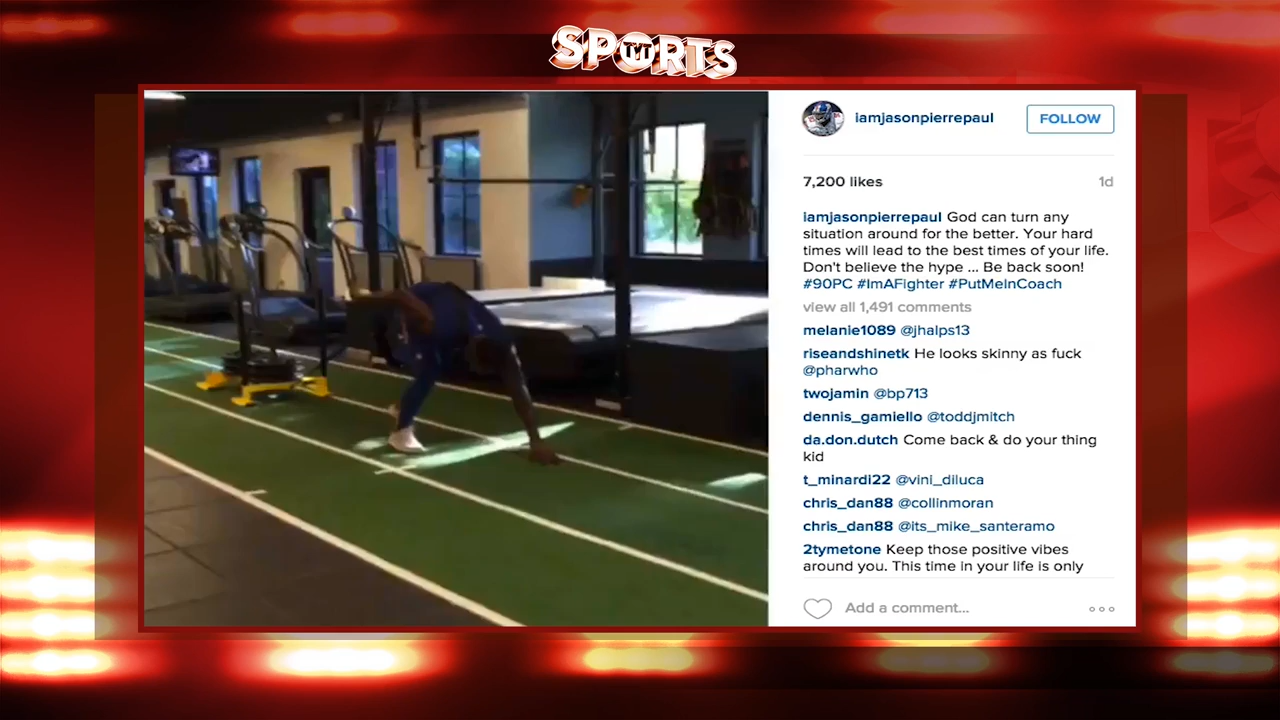 SPORTS
TYT
iamjasonpierrepaul
FOLLOW
7,200 likes
1d
iamjasonpierrepaul God can turn any
situation around for the better. Your hard
times will lead to the best times of your life.
Don't believe the hype ... Be back soon!
#90PC #ImAFighter #PutMeInCoach
view all 1,491 comments
melanie1089 @jhalps13
riseandshinetk He looks skinny as fuck
@pharwho
twojamin @bp713
dennis_gamiello @toddjmitch
da.don.dutch Come back & do your thing
kid
t_minardi22 @vini_diluca
chris_dan88 @collinmoran
chris_dan88 @its_mike_santeramo
2tymetone Keep those positive vibes
around you. This time in your life is only
Add a comment...